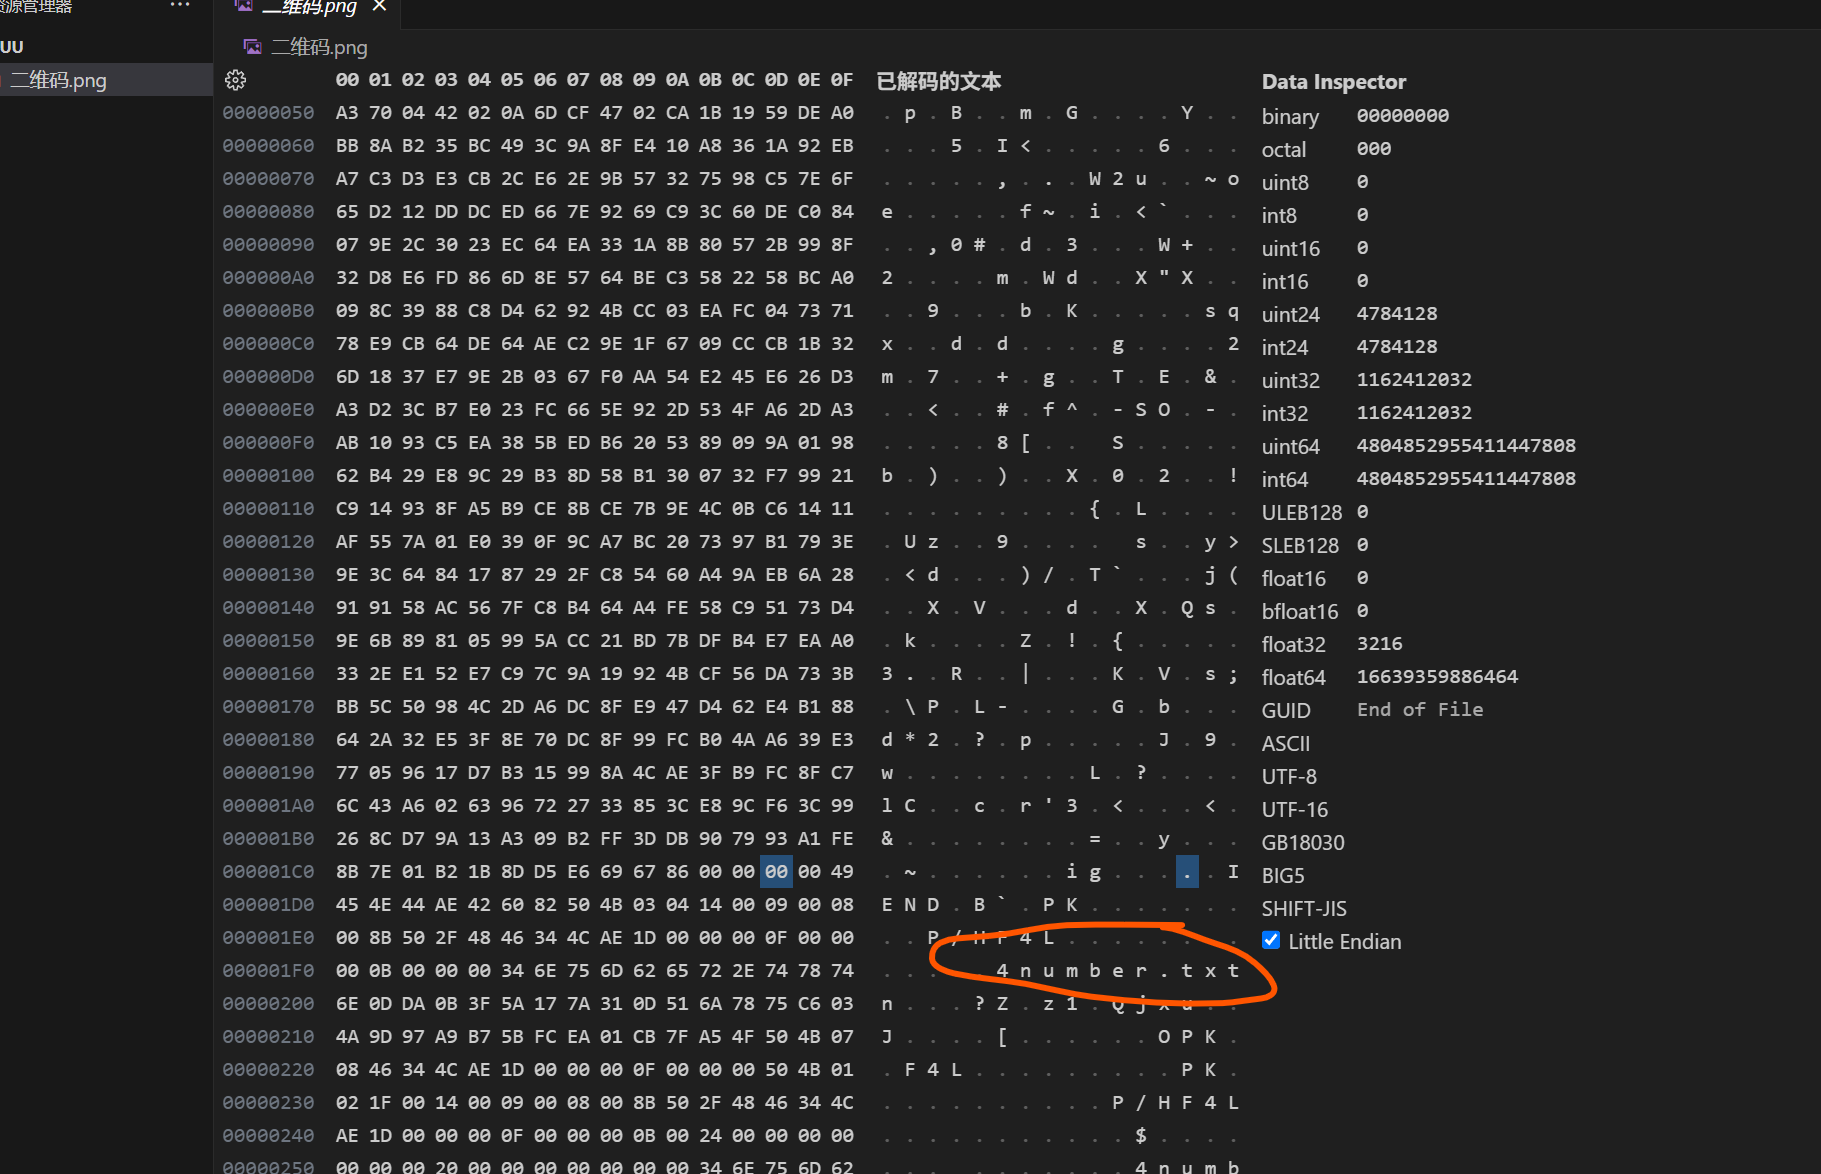 资源管理器 ··· 二维码.png ×
UU 二维码.png
二维码.png
00 01 02 03 04 05 06 07 08 09 0A 0B 0C 0D 0E 0F 已解码的文本 Data Inspector
00000050 A3 70 04 42 02 0A 6D CF 47 02 CA 1B 19 59 DE A0 . p . B . . m . G . . . . Y . . binary 00000000
00000060 BB 8A B2 35 BC 49 3C 9A 8F E4 10 A8 36 1A 92 EB . . . 5 . I < . . . . . 6 . . . octal 000
00000070 A7 C3 D3 E3 CB 2C E6 2E 9B 57 32 75 98 C5 7E 6F . . . . . , . . . W 2 u . . ~ o uint8 0
00000080 65 D2 12 DD DC ED 66 7E 92 69 C9 3C 60 DE C0 84 e . . . . . f ~ . i . < ` . . . int8 0
00000090 07 9E 2C 30 23 EC 64 EA 33 1A 8B 80 57 2B 99 8F . . , 0 # . d . 3 . . . W + . . uint16 0
000000A0 32 D8 E6 FD 86 6D 8E 57 64 BE C3 58 22 58 BC A0 2 . . . . m . W d . . X " X . . int16 0
000000B0 09 8C 39 88 C8 D4 62 92 4B CC 03 EA FC 04 73 71 . . 9 . . . b . K . . . . . s q uint24 4784128
000000C0 78 E9 CB 64 DE 64 AE C2 9E 1F 67 09 CC CB 1B 32 x . . d . d . . . . g . . . . 2 int24 4784128
000000D0 6D 18 37 E7 9E 2B 03 67 F0 AA 54 E2 45 E6 26 D3 m . 7 . . + . g . . T . E . & . uint32 1162412032
000000E0 A3 D2 3C B7 E0 23 FC 66 5E 92 2D 53 4F A6 2D A3 . . < . . # . f ^ . - S O . - . int32 1162412032
000000F0 AB 10 93 C5 EA 38 5B ED B6 20 53 89 09 9A 01 98 . . . . . 8 [ . . S . . . . . uint64 4804852955411447808
00000100 62 B4 29 E8 9C 29 B3 8D 58 B1 30 07 32 F7 99 21 b . ) . . ) . . X . 0 . 2 . . ! int64 4804852955411447808
00000110 C9 14 93 8F A5 B9 CE 8B CE 7B 9E 4C 0B C6 14 11 . . . . . . . . . { . L . . . . ULEB128 0
00000120 AF 55 7A 01 E0 39 0F 9C A7 BC 20 73 97 B1 79 3E . U z . . 9 . . . . s . . y > SLEB128 0
00000130 9E 3C 64 84 17 87 29 2F C8 54 60 A4 9A EB 6A 28 . < d . . . ) / . T ` . . . j ( float16 0
00000140 91 91 58 AC 56 7F C8 B4 64 A4 FE 58 C9 51 73 D4 . . X . V . . . d . . X . Q s . bfloat16 0
00000150 9E 6B 89 81 05 99 5A CC 21 BD 7B DF B4 E7 EA A0 . k . . . . Z . ! . { . . . . . float32 3216
00000160 33 2E E1 52 E7 C9 7C 9A 19 92 4B CF 56 DA 73 3B 3 . . R . . | . . . K . V . s ; float64 16639359886464
00000170 BB 5C 50 98 4C 2D A6 DC 8F E9 47 D4 62 E4 B1 88 . \ P . L - . . . . G . b . . . GUID End of File
00000180 64 2A 32 E5 3F 8E 70 DC 8F 99 FC B0 4A A6 39 E3 d * 2 . ? . p . . . . . J . 9 . ASCII
00000190 77 05 96 17 D7 B3 15 99 8A 4C AE 3F B9 FC 8F C7 w . . . . . . . . L . ? . . . . UTF-8
000001A0 6C 43 A6 02 63 96 72 27 33 85 3C E8 9C F6 3C 99 l C . . c . r ' 3 . < . . . < . UTF-16
000001B0 26 8C D7 9A 13 A3 09 B2 FF 3D DB 90 79 93 A1 FE & . . . . . . . . = . . y . . . GB18030
000001C0 8B 7E 01 B2 1B 8D D5 E6 69 67 86 00 00 00 00 49 . ~ . . . . . . i g . . . . . I BIG5
000001D0 45 4E 44 AE 42 60 82 50 4B 03 04 14 00 09 00 08 E N D . B ` . P K . . . . . . . SHIFT-JIS
000001E0 00 8B 50 2F 48 46 34 4C AE 1D 00 00 00 0F 00 00 . . P / H F 4 L . . . . . . . . Little Endian
000001F0 00 0B 00 00 00 34 6E 75 6D 62 65 72 2E 74 78 74 . . . . . 4 n u m b e r . t x t
00000200 6E 0D DA 0B 3F 5A 17 7A 31 0D 51 6A 78 75 C6 03 n . . . ? Z . z 1 . Q j x u . .
00000210 4A 9D 97 A9 B7 5B FC EA 01 CB 7F A5 4F 50 4B 07 J . . . . [ . . . . . . O P K .
00000220 08 46 34 4C AE 1D 00 00 00 0F 00 00 00 50 4B 01 . F 4 L . . . . . . . . . P K .
00000230 02 1F 00 14 00 09 00 08 00 8B 50 2F 48 46 34 4C . . . . . . . . . . P / H F 4 L
00000240 AE 1D 00 00 00 0F 00 00 00 0B 00 24 00 00 00 00 . . . . . . . . . . . $ . . . .
00000250 00 00 00 20 00 00 00 00 00 00 00 34 6E 75 6D 62 . . . . . . . . . . 4 n u m b